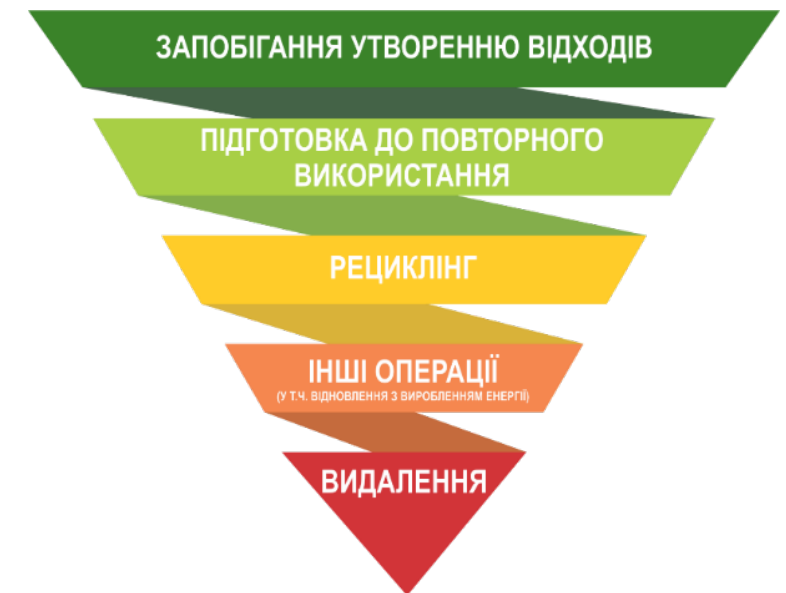 ЗАПОБІГАННЯ УТВОРЕННЮ ВІДХОДІВ
ПІДГОТОВКА ДО ПОВТОРНОГО
ВИКОРИСТАННЯ
РЕЦИКЛІНГ
ІНШІ ОПЕРАЦІЇ
(У Т.Ч. ВІДНОВЛЕННЯ З ВИРОБЛЕННЯМ ЕНЕРГІЇ)
ВИДАЛЕННЯ